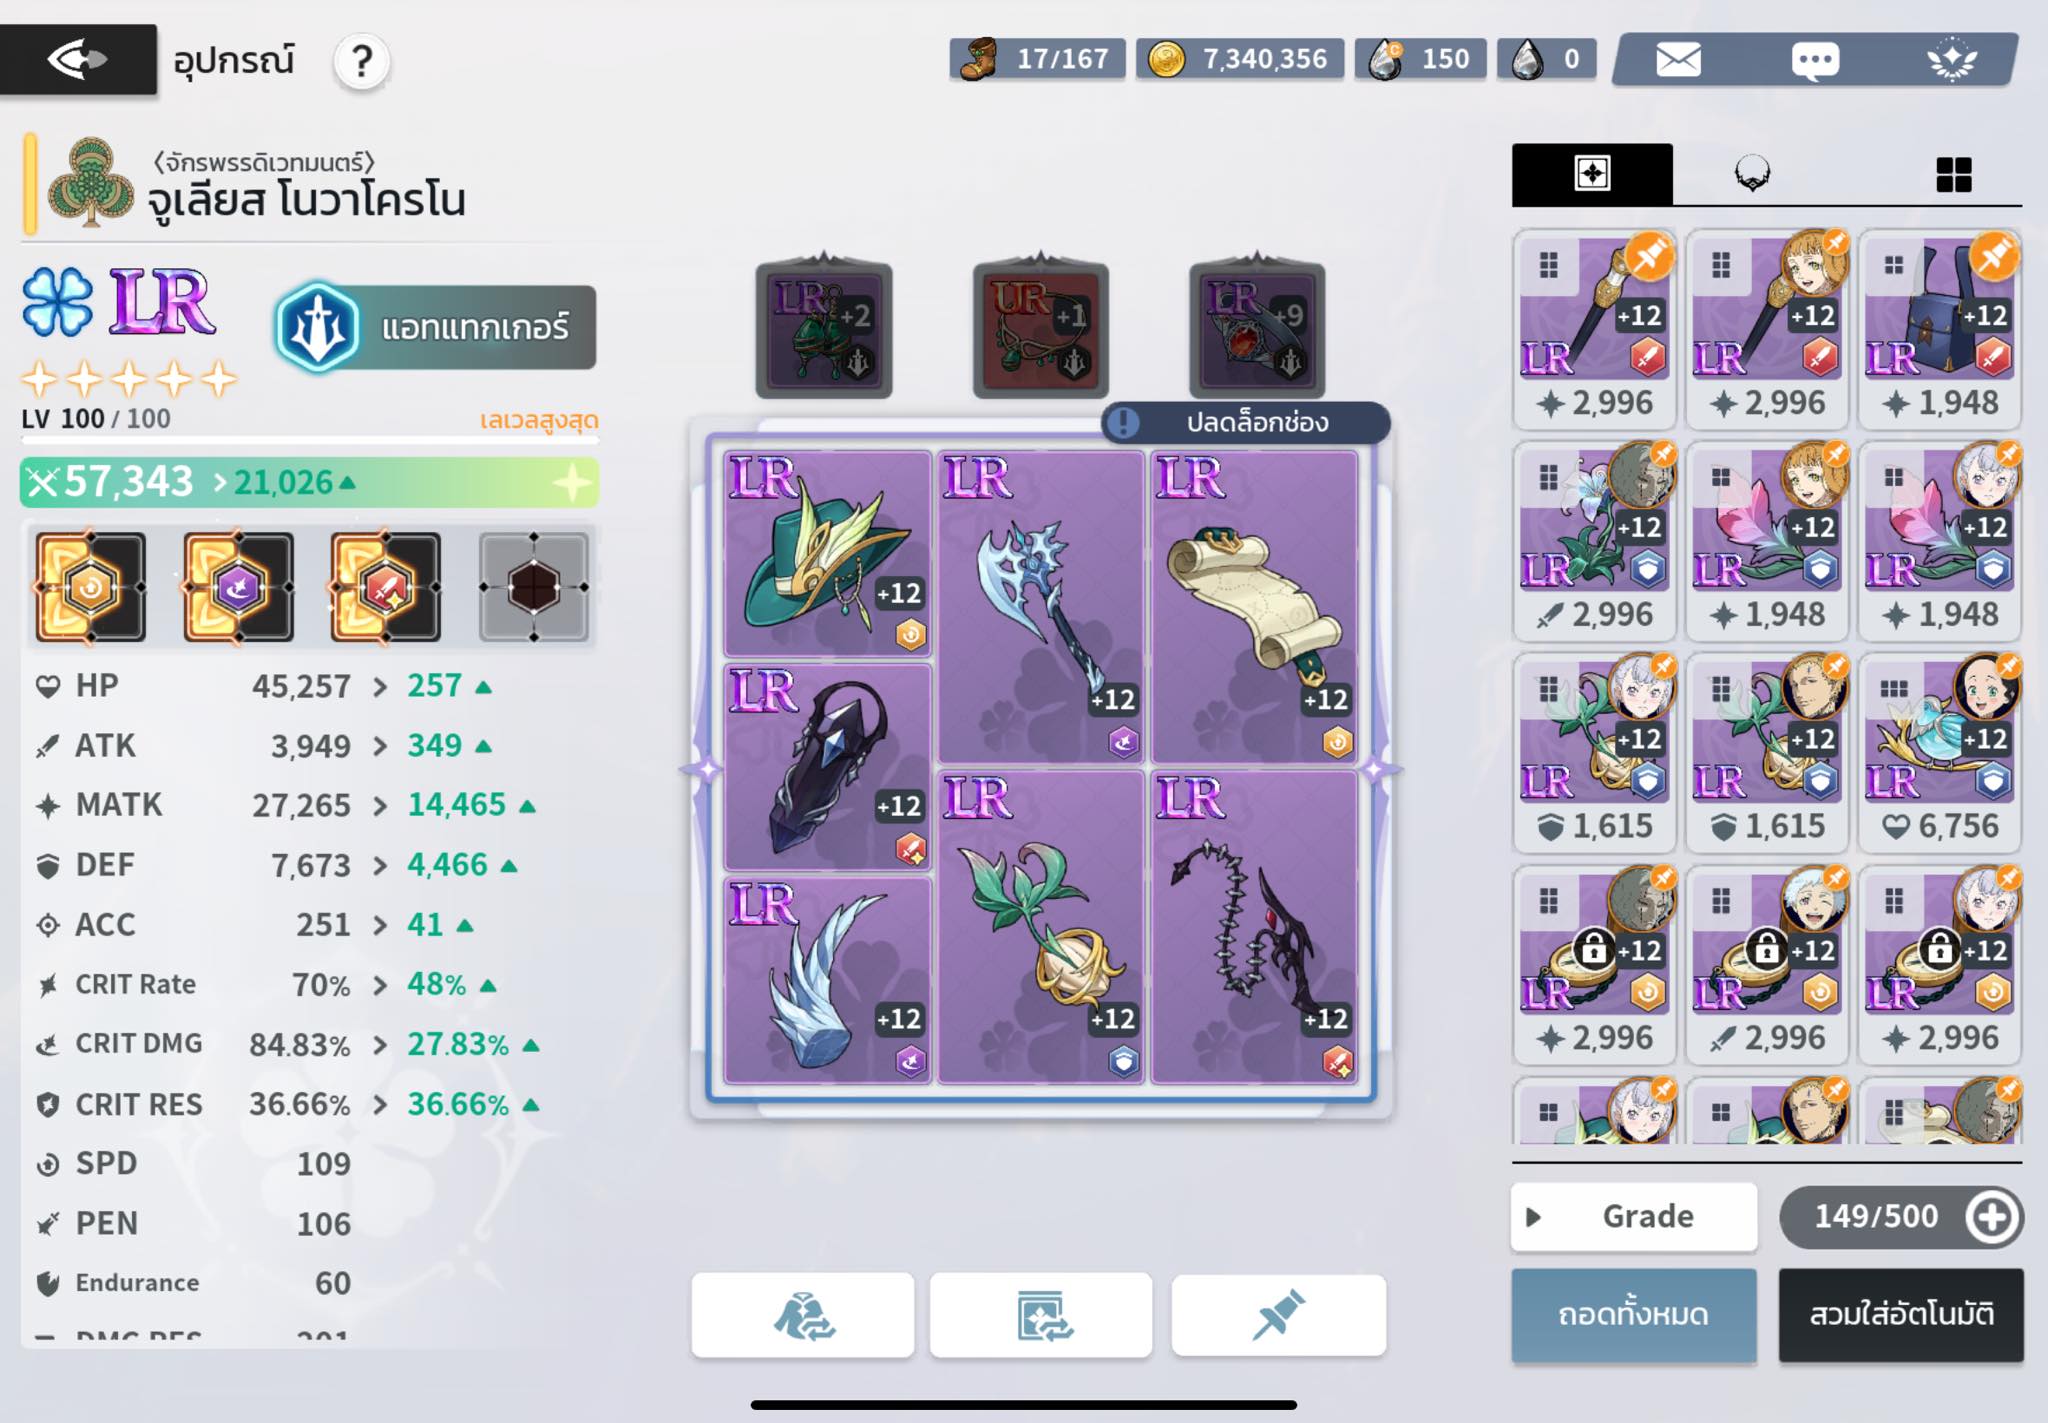 อุปกรณ์
?
17/167
7,340,356
150
0
〈จักรพรรดิเวทมนตร์〉
จูเลียส โนวาโครโน
LR
แอทแทกเกอร์
LV 100 / 100
เลเวลสูงสุด
57,343 > 21,026
HP 45,257 > 257
ATK 3,949 > 349
MATK 27,265 > 14,465
DEF 7,673 > 4,466
ACC 251 > 41
CRIT Rate 70% > 48%
CRIT DMG 84.83% > 27.83%
CRIT RES 36.66% > 36.66%
SPD 109
PEN 106
Endurance 60
DMG RES 301
LR +2
UR +1
LR +9
ปลดล็อกช่อง
LR +12
LR +12
LR +12
LR +12
LR +12
LR +12
LR +12
+12 +12 +12
LR LR LR
2,996 2,996 1,948
+12 +12 +12
LR LR LR
2,996 1,948 1,948
+12 +12 +12
LR LR LR
1,615 1,615 6,756
+12 +12 +12
LR LR LR
2,996 2,996 2,996
Grade
149/500
ถอดทั้งหมด
สวมใส่อัตโนมัติ